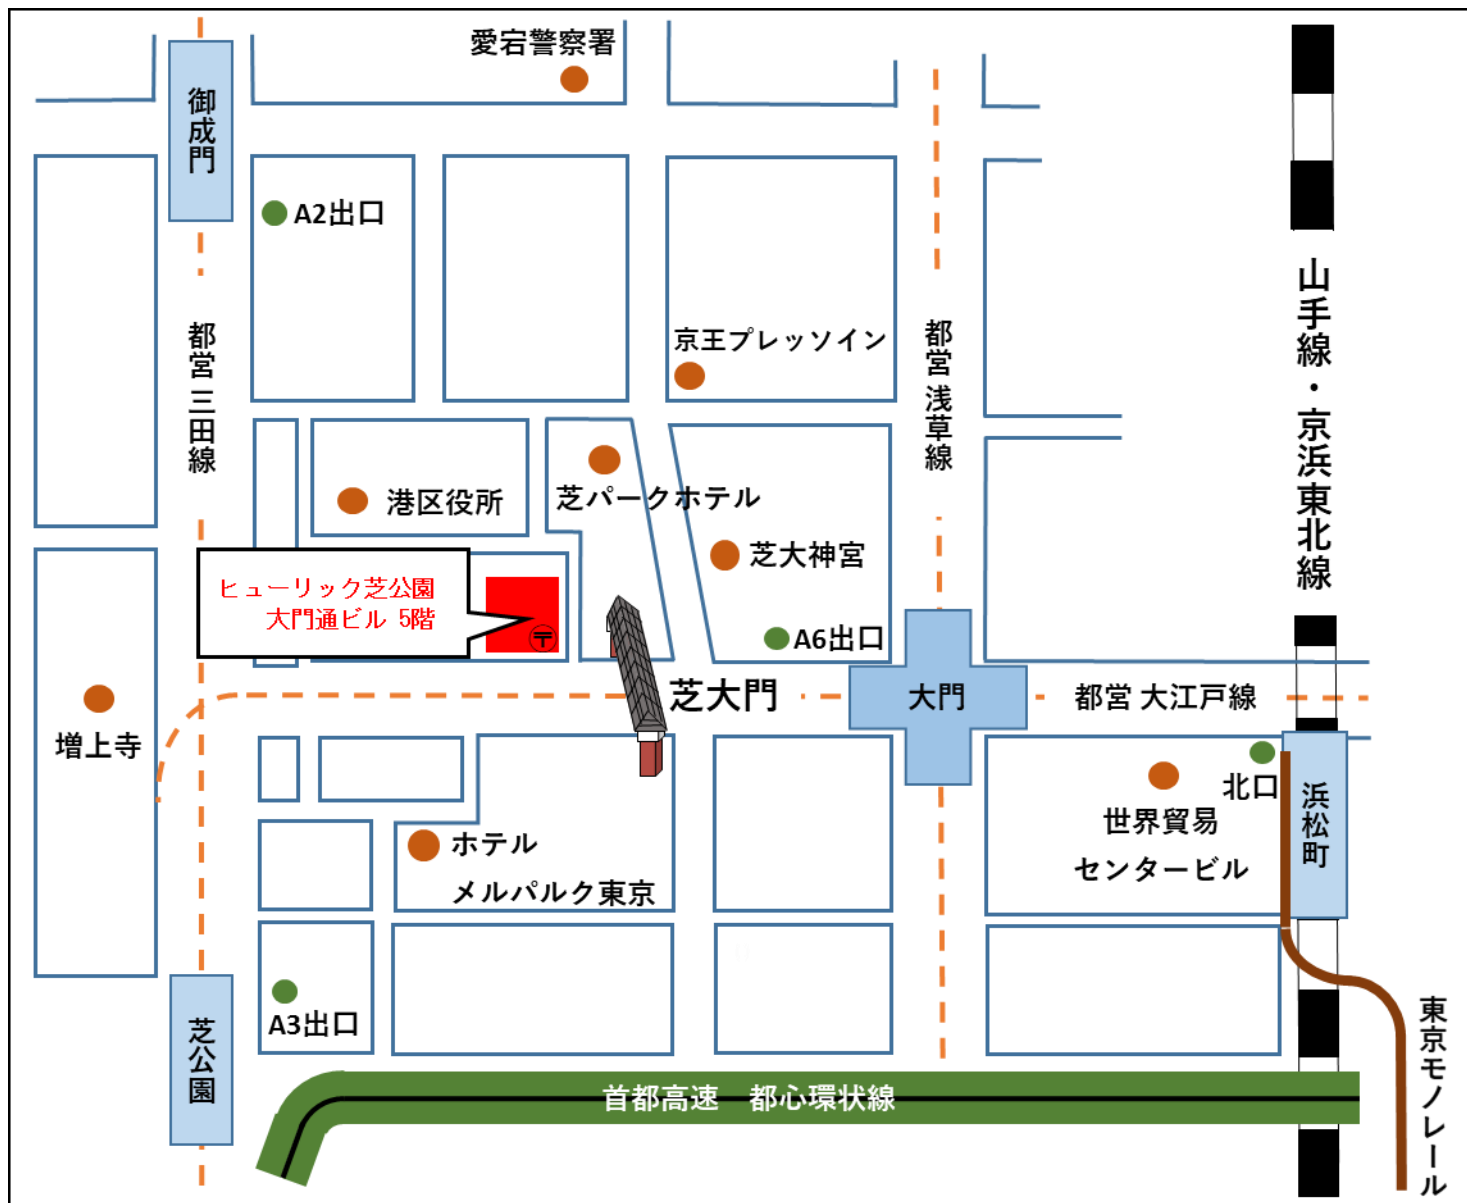 愛宕警察署
御成門
A2出口
山手線・京浜東北線
都営 三田線
京王プレッソイン
都営 浅草線
港区役所
芝パークホテル
芝大神宮
ヒューリック芝公園
大門通ビル 5階
〒
A6出口
芝大門
大門
都営 大江戸線
増上寺
北口
浜松町
世界貿易
センタービル
ホテル
メルパルク東京
A3出口
芝公園
東京モノレール
首都高速 都心環状線